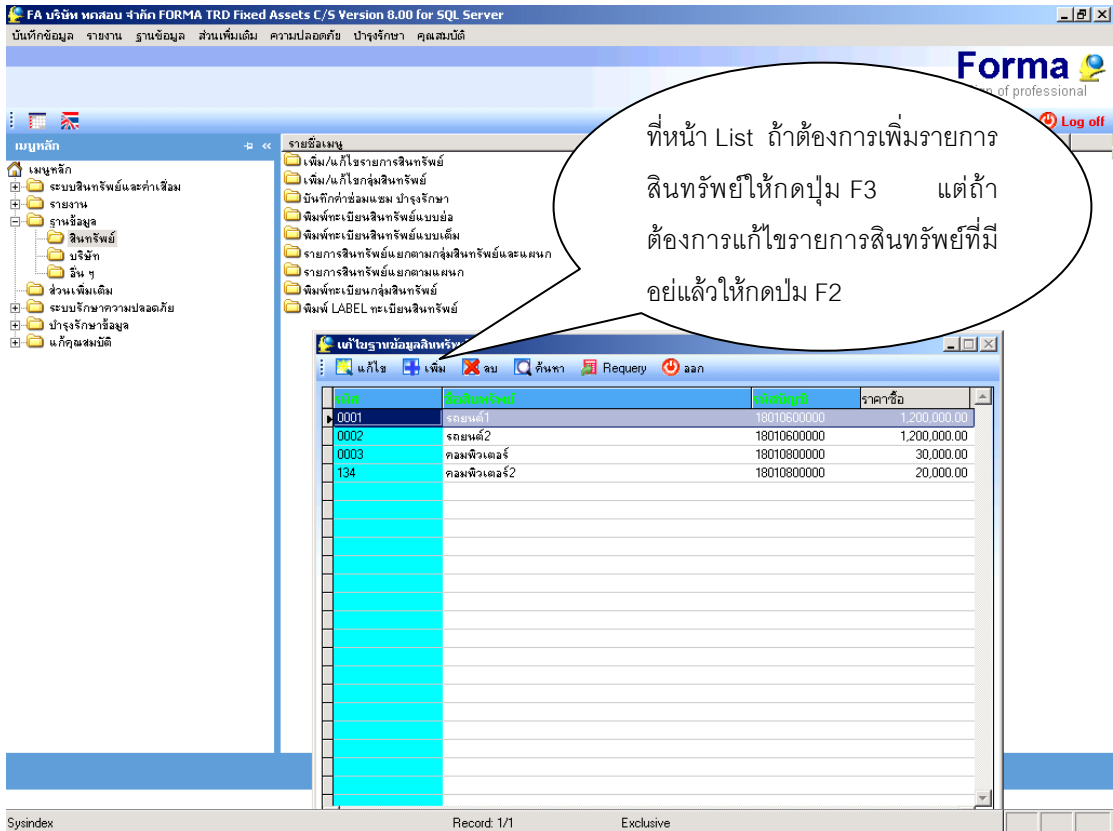 FA บริษัท ทดสอบ จำกัด FORMA TRD Fixed Assets C/S Version 8.00 for SQL Server
บันทึกข้อมูล รายงาน ฐานข้อมูล ส่วนเพิ่มเติม ความปลอดภัย บำรุงรักษา คุณสมบัติ
Forma
of professional
Log off
เมนูหลัก
เมนูหลัก
ระบบสินทรัพย์และค่าเสื่อม
รายงาน
ฐานข้อมูล
สินทรัพย์
บริษัท
อื่น ๆ
ส่วนเพิ่มเติม
ระบบรักษาความปลอดภัย
บำรุงรักษาข้อมูล
แก้คุณสมบัติ
รายชื่อเมนู
เพิ่ม/แก้ไขรายการสินทรัพย์
เพิ่ม/แก้ไขกลุ่มสินทรัพย์
บันทึกค่าซ่อมแซม บำรุงรักษา
พิมพ์ทะเบียนสินทรัพย์แบบย่อ
พิมพ์ทะเบียนสินทรัพย์แบบเต็ม
รายการสินทรัพย์แยกตามกลุ่มสินทรัพย์และแผนก
รายการสินทรัพย์แยกตามแผนก
พิมพ์ทะเบียนกลุ่มสินทรัพย์
พิมพ์ LABEL ทะเบียนสินทรัพย์
ที่หน้า List ถ้าต้องการเพิ่มรายการ
สินทรัพย์ให้กดปุ่ม F3 แต่ถ้า
ต้องการแก้ไขรายการสินทรัพย์ที่มี
อยู่แล้วให้กดปุ่ม F2
แก้ไขฐานข้อมูลสินทรัพย์
แก้ไข เพิ่ม ลบ ค้นหา Requery ออก
รหัส ชื่อสินทรัพย์ รหัสบัญชี ราคาซื้อ
0001 รถยนต์1 18010600000 1,200,000.00
0002 รถยนต์2 18010600000 1,200,000.00
0003 คอมพิวเตอร์ 18010800000 30,000.00
134 คอมพิวเตอร์2 18010800000 20,000.00
Sysindex Record: 1/1 Exclusive